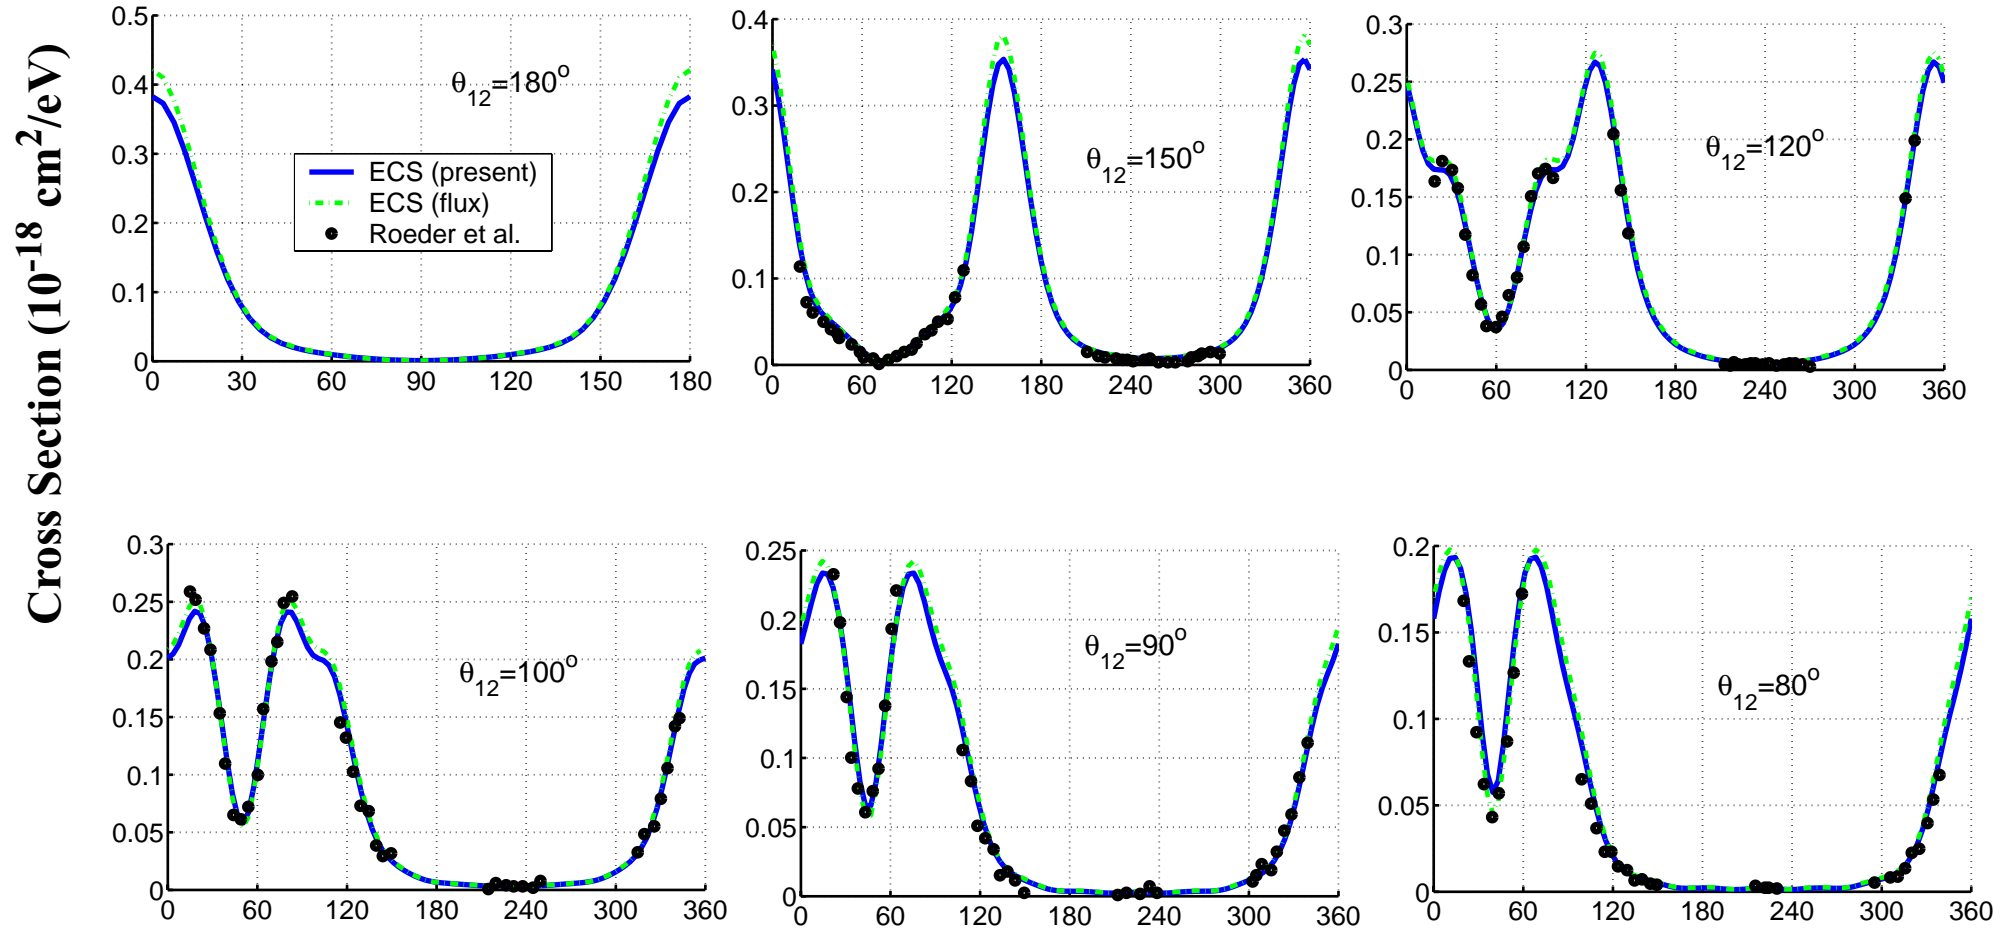 Cross Section (10-18 cm2/eV)
0.5
0.4
0.3
0.2
0.1
0
0 30 60 90 120 150 180
θ12=180o
ECS (present)
ECS (flux)
Roeder et al.
0.4
0.3
0.2
0.1
0
0 60 120 180 240 300 360
θ12=150o
0.3
0.25
0.2
0.15
0.1
0.05
0
0 60 120 180 240 300 360
θ12=120o
0.3
0.25
0.2
0.15
0.1
0.05
0
0 60 120 180 240 300 360
θ12=100o
0.25
0.2
0.15
0.1
0.05
0
0 60 120 180 240 300 360
θ12=90o
0.2
0.15
0.1
0.05
0
0 60 120 180 240 300 360
θ12=80o